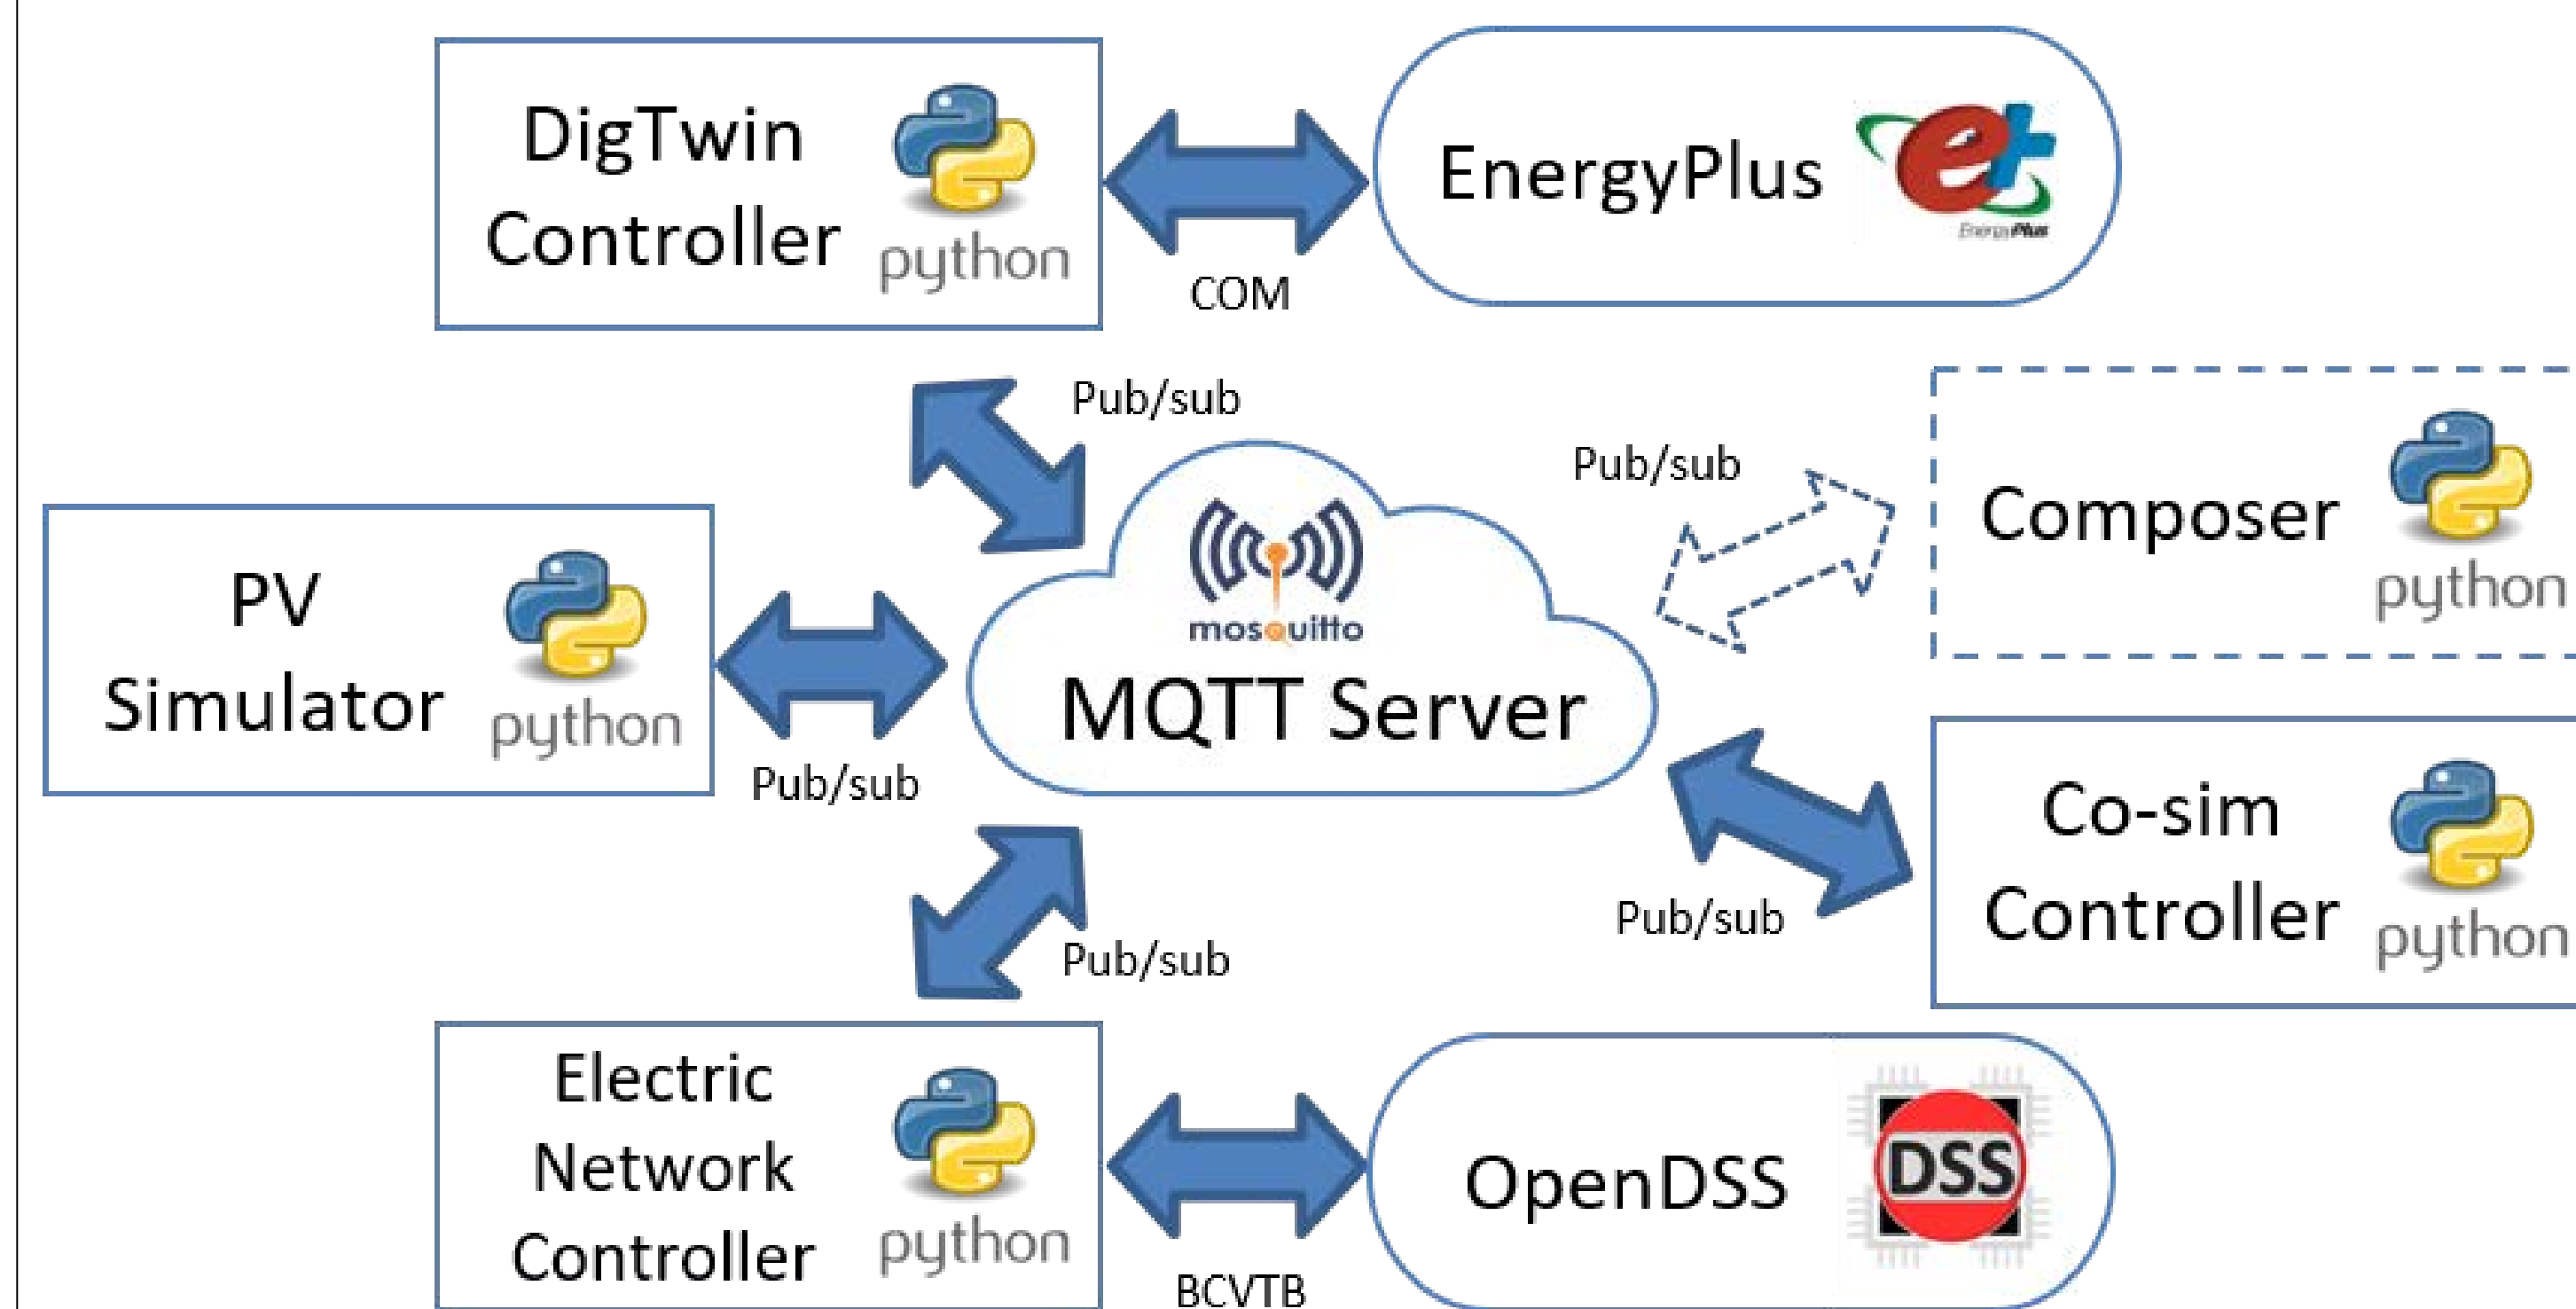 DigTwin
Controller
python
COM
EnergyPlus
EnergyPlus
Pub/sub
Pub/sub
Composer
python
PV
Simulator
python
Pub/sub
mosquitto
MQTT Server
Co-sim
Controller
python
Pub/sub
Pub/sub
Electric
Network
Controller
python
BCVTB
OpenDSS
DSS